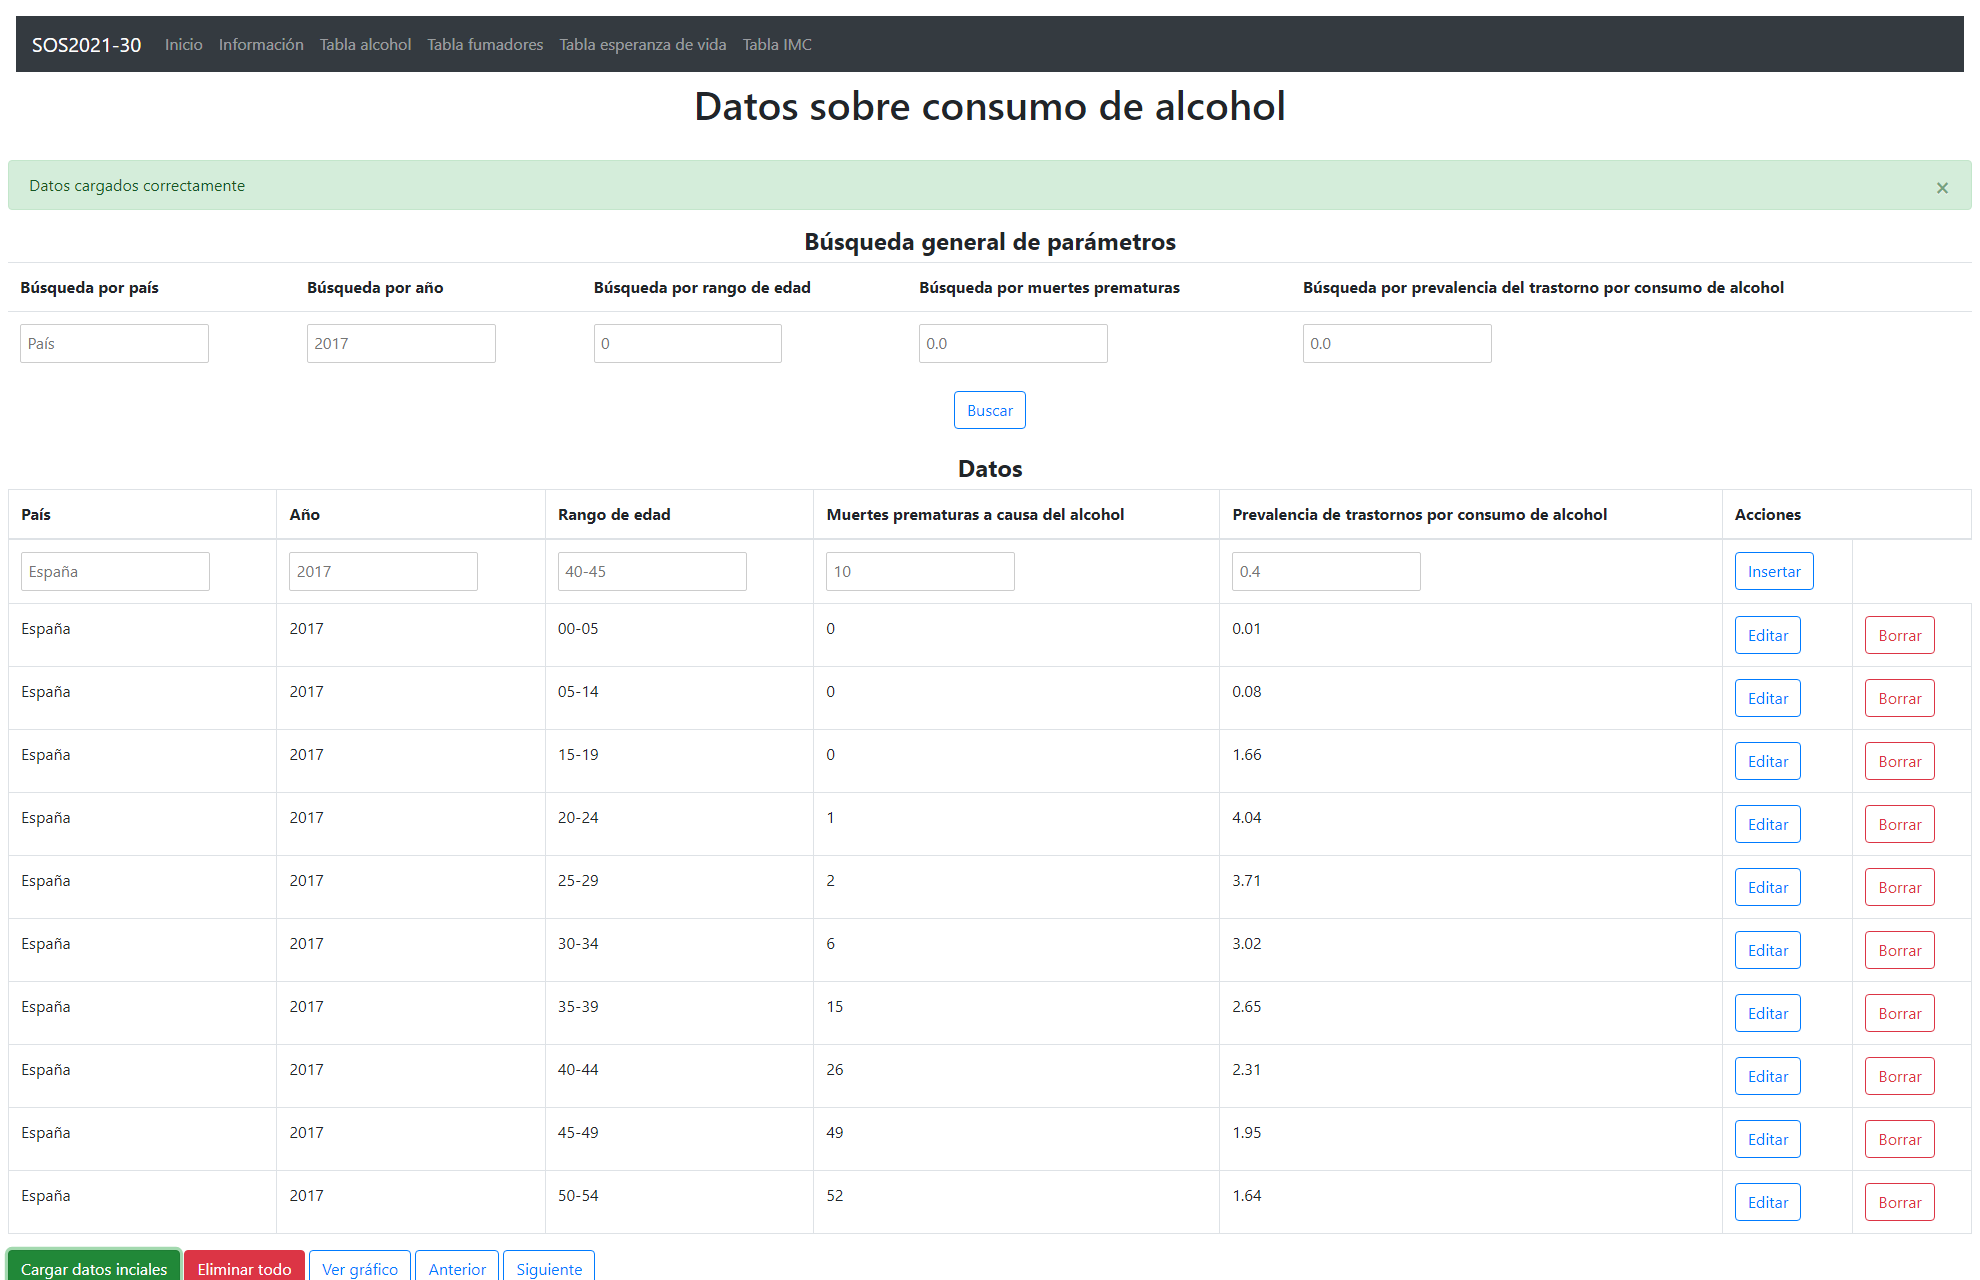 SOS2021-30 Inicio Información Tabla alcohol Tabla fumadores Tabla esperanza de vida Tabla IMC
Datos sobre consumo de alcohol
Datos cargados correctamente ×
Búsqueda general de parámetros
Búsqueda por país Búsqueda por año Búsqueda por rango de edad Búsqueda por muertes prematuras Búsqueda por prevalencia del trastorno por consumo de alcohol
País 2017 0 0.0 0.0
Buscar
Datos
País Año Rango de edad Muertes prematuras a causa del alcohol Prevalencia de trastornos por consumo de alcohol Acciones
España 2017 40-45 10 0.4 Insertar
España 2017 00-05 0 0.01 Editar Borrar
España 2017 05-14 0 0.08 Editar Borrar
España 2017 15-19 0 1.66 Editar Borrar
España 2017 20-24 1 4.04 Editar Borrar
España 2017 25-29 2 3.71 Editar Borrar
España 2017 30-34 6 3.02 Editar Borrar
España 2017 35-39 15 2.65 Editar Borrar
España 2017 40-44 26 2.31 Editar Borrar
España 2017 45-49 49 1.95 Editar Borrar
España 2017 50-54 52 1.64 Editar Borrar
Cargar datos inciales Eliminar todo Ver gráfico Anterior Siguiente